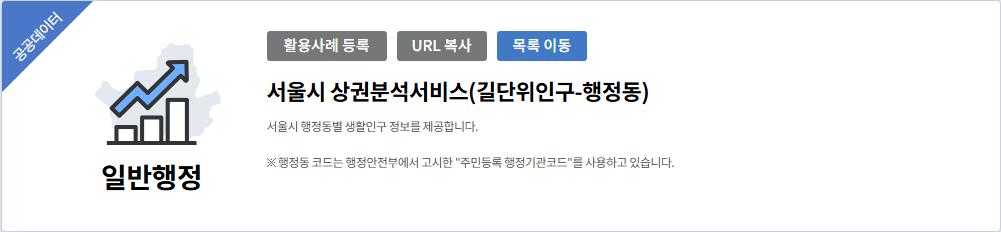 공공데이터
일반행정
활용사례 등록
URL 복사
목록 이동
서울시 상권분석서비스(길단위인구-행정동)
서울시 행정동별 생활인구 정보를 제공합니다.
※ 행정동 코드는 행정안전부에서 고시한 "주민등록 행정기관코드"를 사용하고 있습니다.